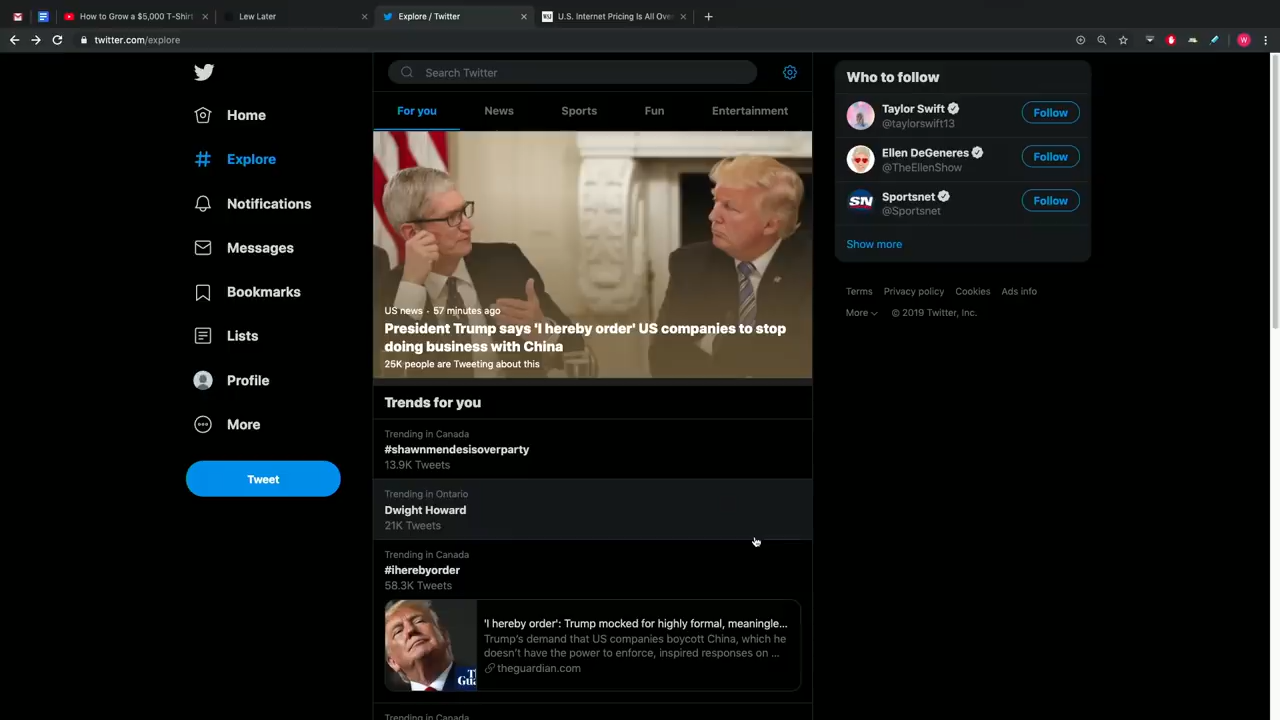 How to Grow a $5,000 T-Shirt
Lew Later
Explore / Twitter
U.S. Internet Pricing Is All Over
twitter.com/explore
W
Search Twitter
For you
News
Sports
Fun
Entertainment
Home
Explore
Notifications
Messages
Bookmarks
Lists
Profile
More
Tweet
US news · 57 minutes ago
President Trump says 'I hereby order' US companies to stop
doing business with China
25K people are Tweeting about this
Trends for you
Trending in Canada
#shawnmendesisoverparty
13.9K Tweets
Trending in Ontario
Dwight Howard
21K Tweets
Trending in Canada
#iherebyorder
58.3K Tweets
'I hereby order': Trump mocked for highly formal, meaningle...
Trump's demand that US companies boycott China, which he
doesn't have the power to enforce, inspired responses on ...
theguardian.com
Trending in Canada
Who to follow
Taylor Swift
@taylorswift13
Follow
Ellen DeGeneres
@TheEllenShow
Follow
SN
Sportsnet
@Sportsnet
Follow
Show more
Terms
Privacy policy
Cookies
Ads info
More
© 2019 Twitter, Inc.